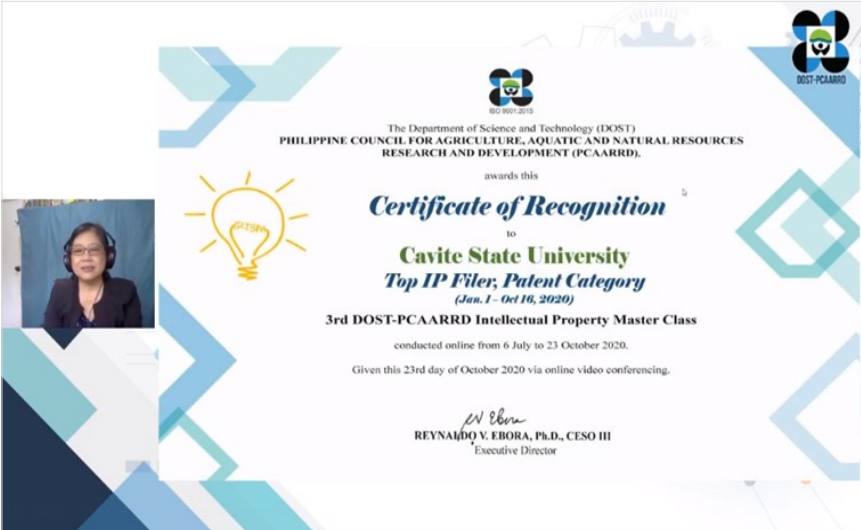 DOST-PCAARRD
ISO 9001:2015
The Department of Science and Technology (DOST)
PHILIPPINE COUNCIL FOR AGRICULTURE, AQUATIC AND NATURAL RESOURCES
RESEARCH AND DEVELOPMENT (PCAARRD),
awards this
Certificate of Recognition
to
Cavite State University
Top IP Filer, Patent Category
(Jan. 1 – Oct 16, 2020)
3rd DOST-PCAARRD Intellectual Property Master Class
conducted online from 6 July to 23 October 2020.
Given this 23rd day of October 2020 via online video conferencing.
REYNALDO V. EBORA, Ph.D., CESO III
Executive Director